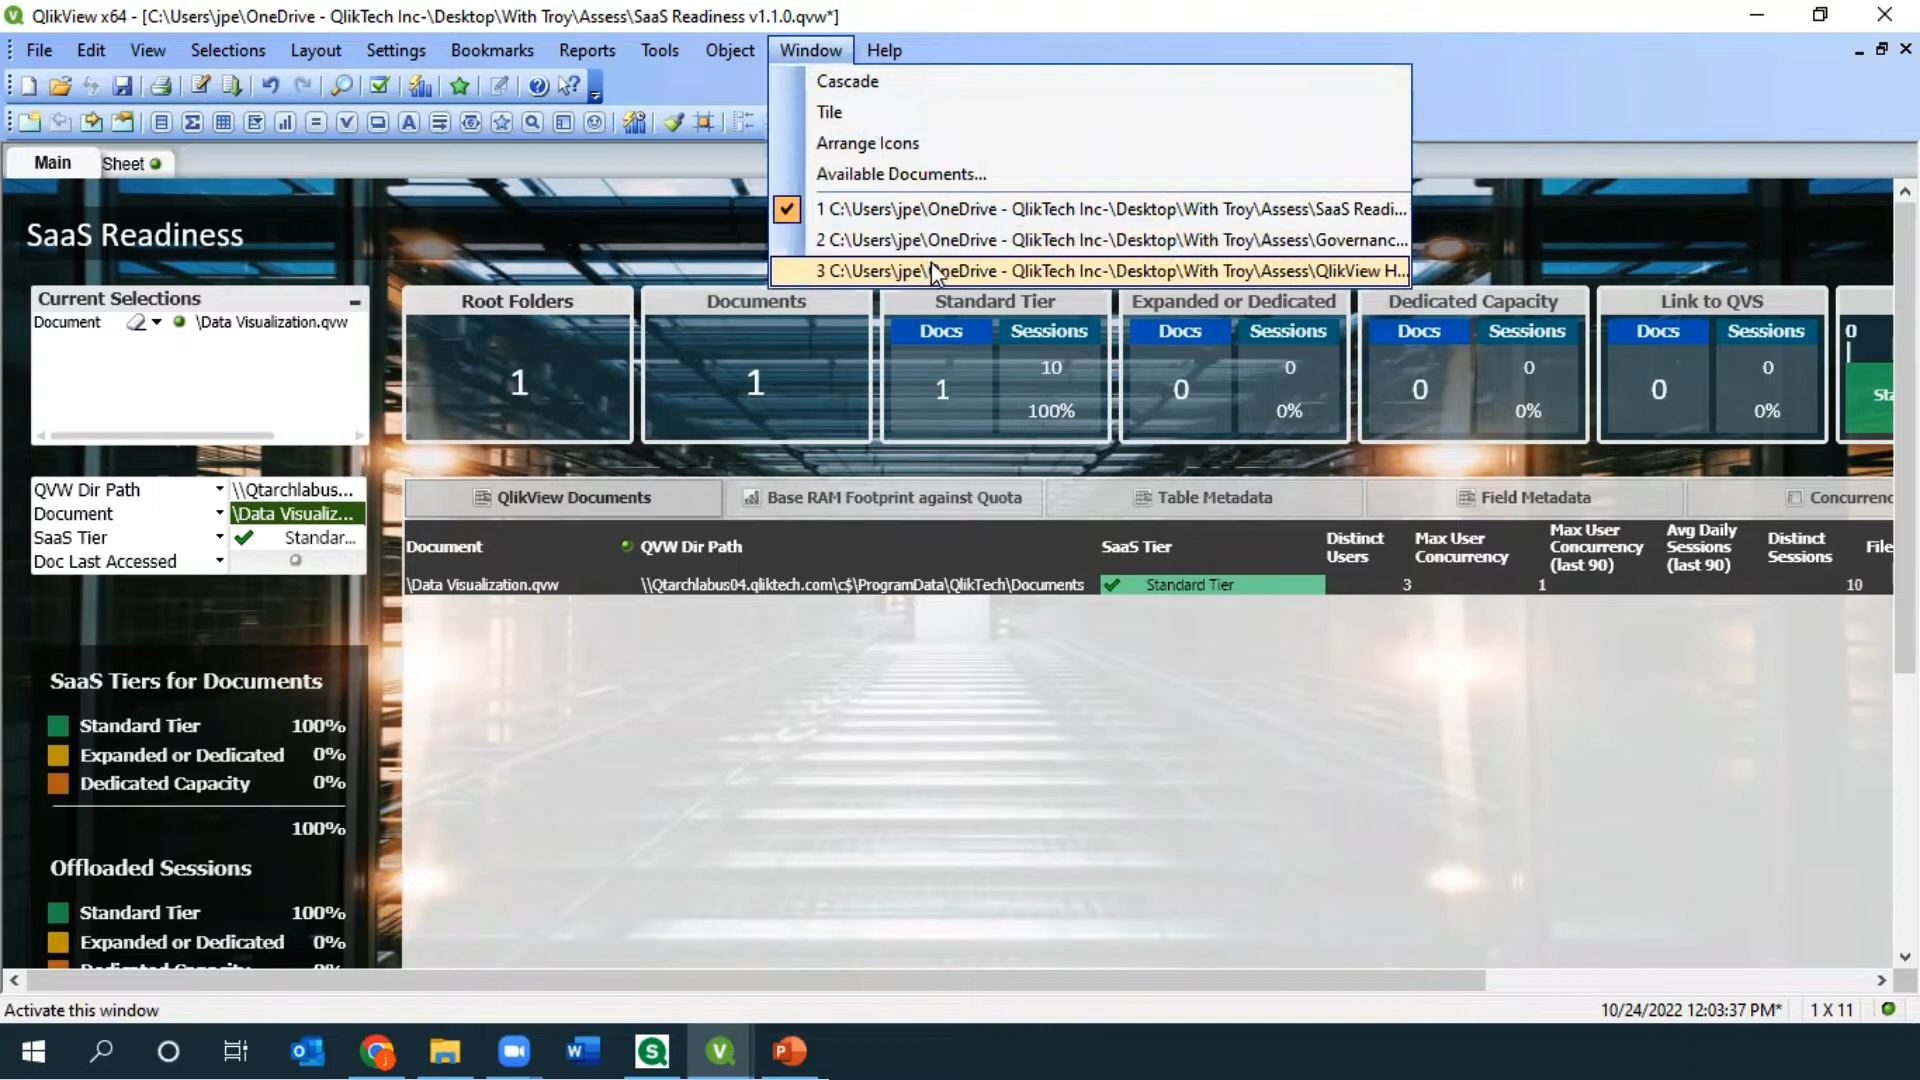 QlikView x64 - [C:\Users\jpe\OneDrive - QlikTech Inc-\Desktop\With Troy\Assess\SaaS Readiness v1.1.0.qvw*]
File Edit View Selections Layout Settings Bookmarks Reports Tools Object Window Help
Cascade
Tile
Arrange Icons
Available Documents...
1 C:\Users\jpe\OneDrive - QlikTech Inc-\Desktop\With Troy\Assess\SaaS Readi...
2 C:\Users\jpe\OneDrive - QlikTech Inc-\Desktop\With Troy\Assess\Governanc...
3 C:\Users\jpe\OneDrive - QlikTech Inc-\Desktop\With Troy\Assess\QlikView H...
Main Sheet
SaaS Readiness
Current Selections
Document \Data Visualization.qvw
Root Folders Documents Standard Tier Expanded or Dedicated Dedicated Capacity Link to QVS
Docs Sessions Docs Sessions Docs Sessions Docs Sessions 0
1 1 1 10 0 0 0 0 0 0
100% 0% 0% 0%
QVW Dir Path \\Qtarchlabus...
Document \Data Visualiz...
SaaS Tier Standar...
Doc Last Accessed
QlikView Documents Base RAM Footprint against Quota Table Metadata Field Metadata Concurrenc
Document QVW Dir Path SaaS Tier Distinct Users Max User Concurrency Max User Concurrency (last 90) Avg Daily Sessions (last 90) Distinct Sessions File
\Data Visualization.qvw \\Qtarchlabus04.qliktech.com\c$\ProgramData\QlikTech\Documents Standard Tier 3 1 10
SaaS Tiers for Documents
Standard Tier 100%
Expanded or Dedicated 0%
Dedicated Capacity 0%
100%
Offloaded Sessions
Standard Tier 100%
Expanded or Dedicated 0%
Activate this window 10/24/2022 12:03:37 PM* 1 X 11